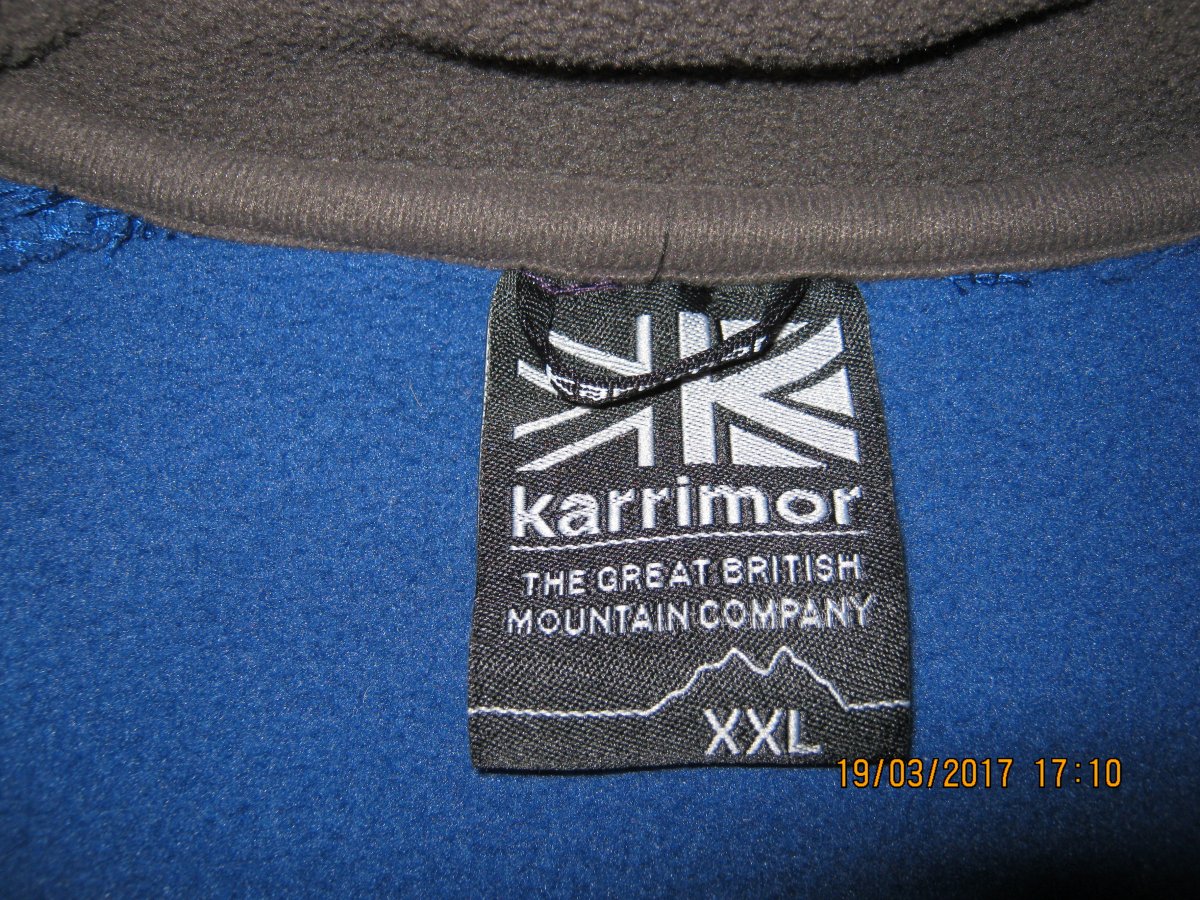 karrimor
THE GREAT BRITISH
MOUNTAIN COMPANY
XXL
19/03/2017 17:10